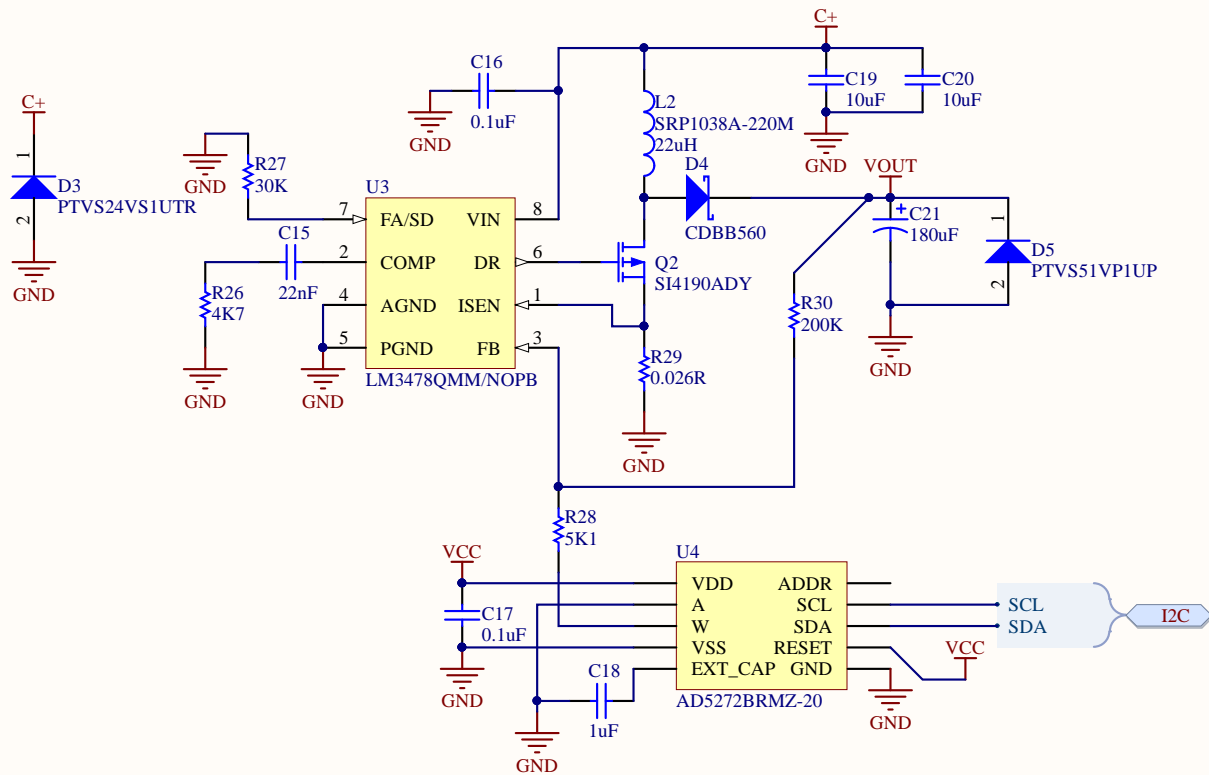 C+
C16
0.1uF
GND
C19
10uF
C20
10uF
GND
L2
SRP1038A-220M
22uH
C+
1
D3
PTVS24VS1UTR
2
GND
GND
R27
30K
D4
CDBB560
VOUT
C21
180uF
1
D5
PTVS51VP1UP
2
GND
U3
7 FA/SD VIN 8
2 COMP DR 6
4 AGND ISEN 1
5 PGND FB 3
LM3478QMM/NOPB
C15
22nF
R26
4K7
GND
GND
Q2
SI4190ADY
R30
200K
R29
0.026R
GND
R28
5K1
VCC
C17
0.1uF
GND
U4
VDD ADDR
A SCL
W SDA
VSS RESET
EXT_CAP GND
AD5272BRMZ-20
C18
1uF
GND
SCL
SDA
I2C
VCC
GND